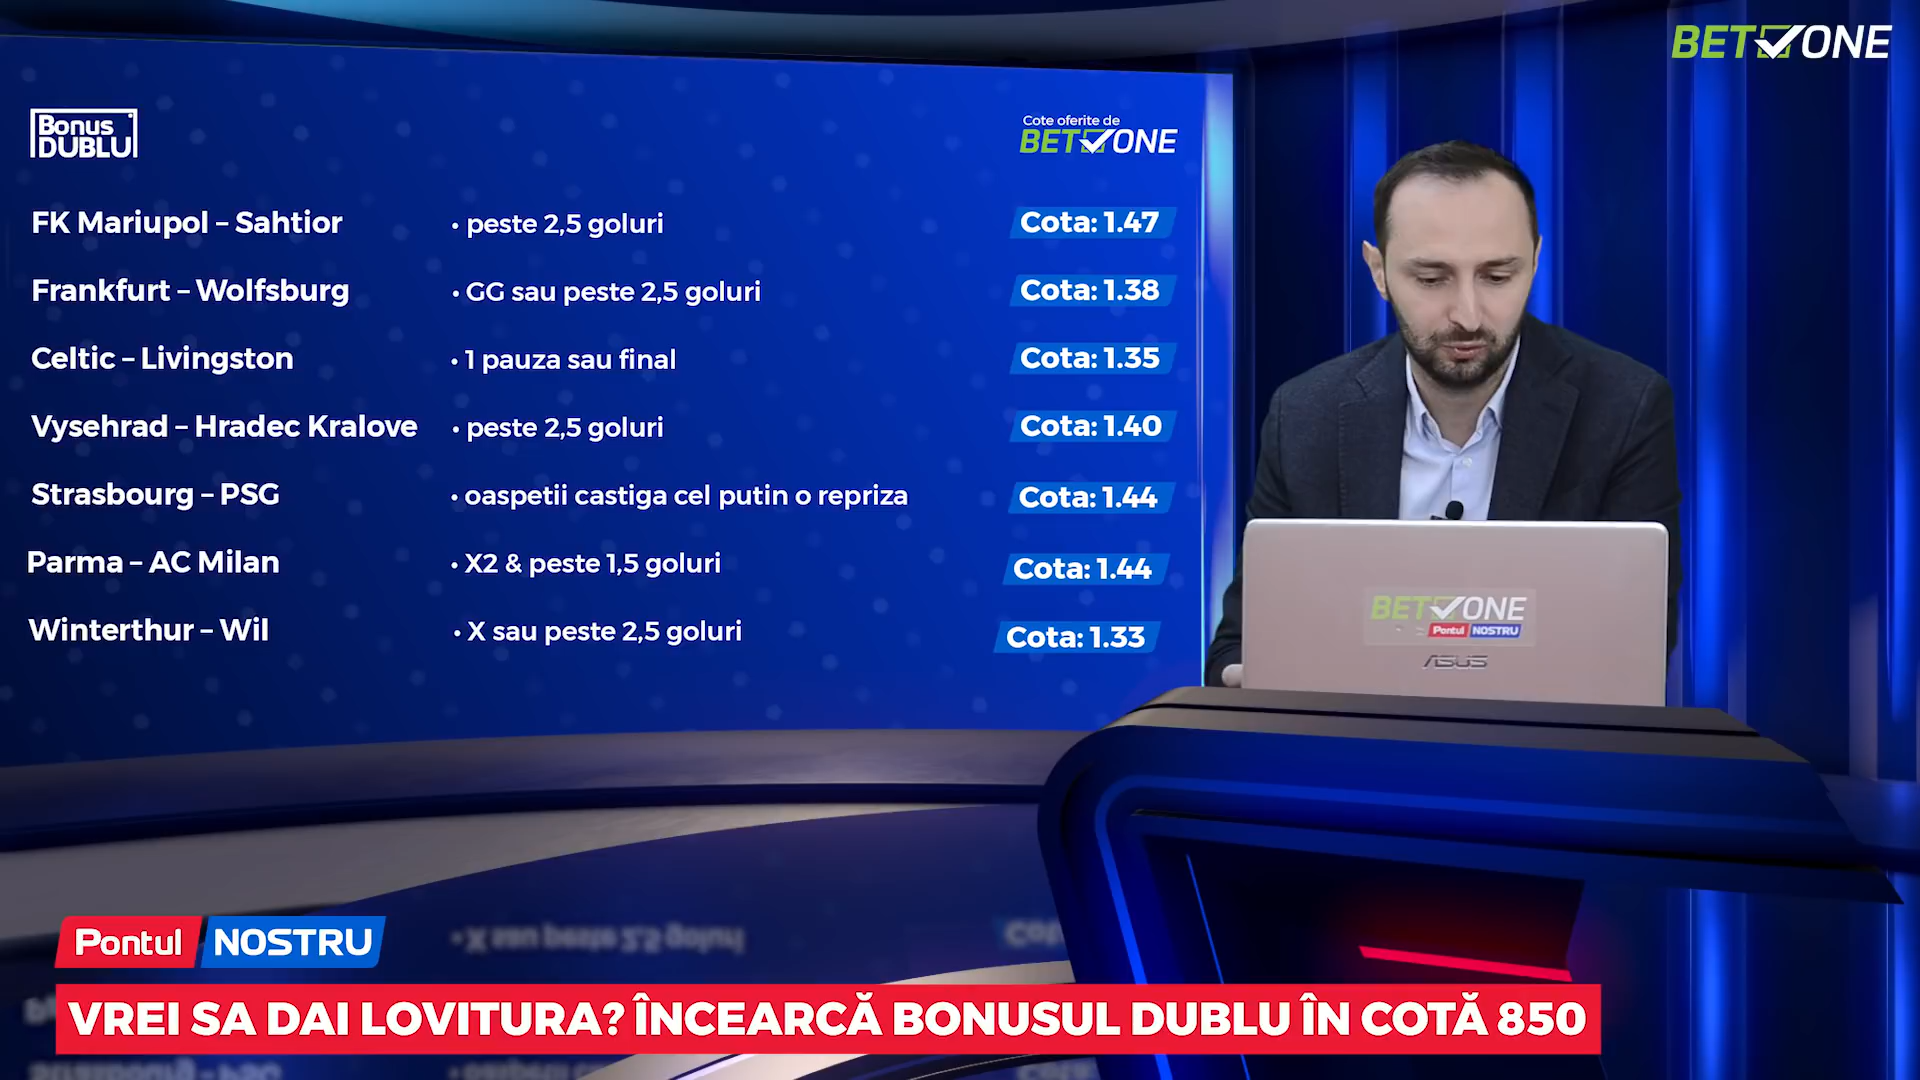 BET ONE
Bonus DUBLU
Cote oferite de
BET ONE
FK Mariupol – Sahtior • peste 2,5 goluri Cota: 1.47
Frankfurt – Wolfsburg • GG sau peste 2,5 goluri Cota: 1.38
Celtic – Livingston • 1 pauza sau final Cota: 1.35
Vysehrad – Hradec Kralove • peste 2,5 goluri Cota: 1.40
Strasbourg – PSG • oaspetii castiga cel putin o repriza Cota: 1.44
Parma – AC Milan • X2 & peste 1,5 goluri Cota: 1.44
Winterthur – Wil • X sau peste 2,5 goluri Cota: 1.33
BET ONE
Pontul NOSTRU
ASUS
Pontul NOSTRU
VREI SA DAI LOVITURA? ÎNCEARCĂ BONUSUL DUBLU ÎN COTĂ 850